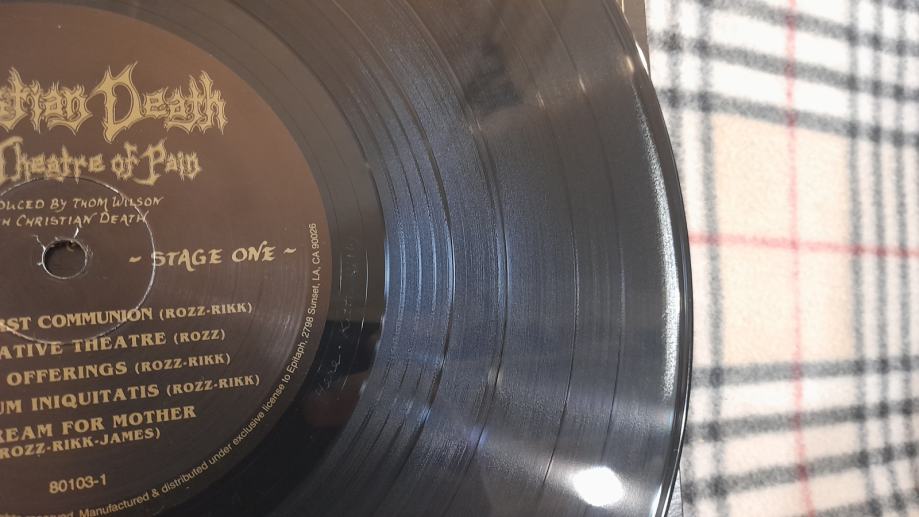 stian Death
Theatre of Pain
DUCED BY THOM WILSON
H CHRISTIAN DEATH
~ STAGE ONE ~
AST COMMUNION (ROZZ-RIKK)
ATIVE THEATRE (ROZZ)
OFFERINGS (ROZZ-RIKK)
UM INIQUITATIS (ROZZ-RIKK)
REAM FOR MOTHER
(ROZZ-RIKK-JAMES)
80103-1
reserved. Manufactured & distributed under exclusive license to Epitaph, 2798 Sunset, LA, CA 90026